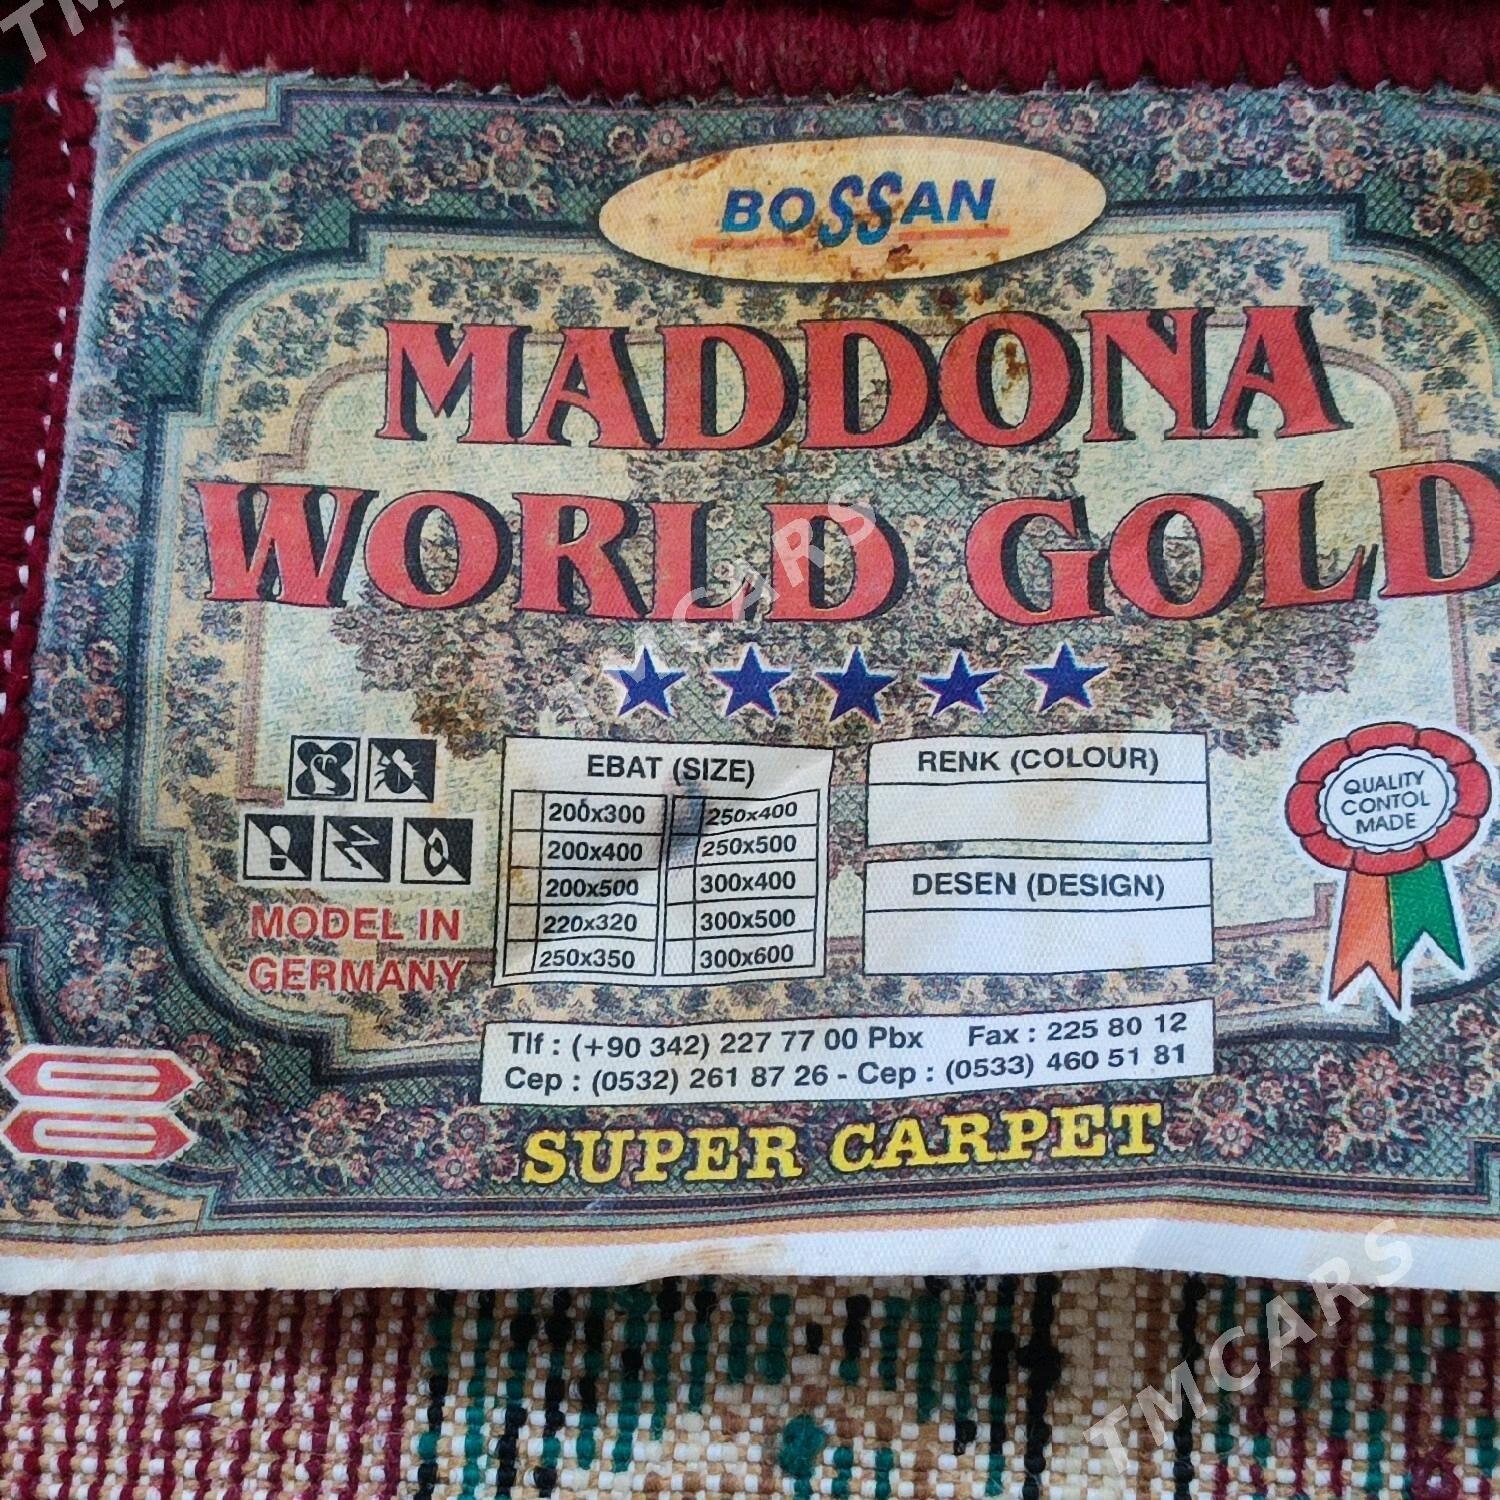 TMCARS
BOSSAN
MADDONA
WORLD GOLD
TMCARS
EBAT (SIZE)
200x300 250x400
200x400 250x500
200x500 300x400
220x320 300x500
250x350 300x600
RENK (COLOUR)
DESEN (DESIGN)
QUALITY
CONTOL
MADE
MODEL IN
GERMANY
Tlf : (+90 342) 227 77 00 Pbx Fax : 225 80 12
Cep : (0532) 261 87 26 - Cep : (0533) 460 51 81
SUPER CARPET
TMCARS